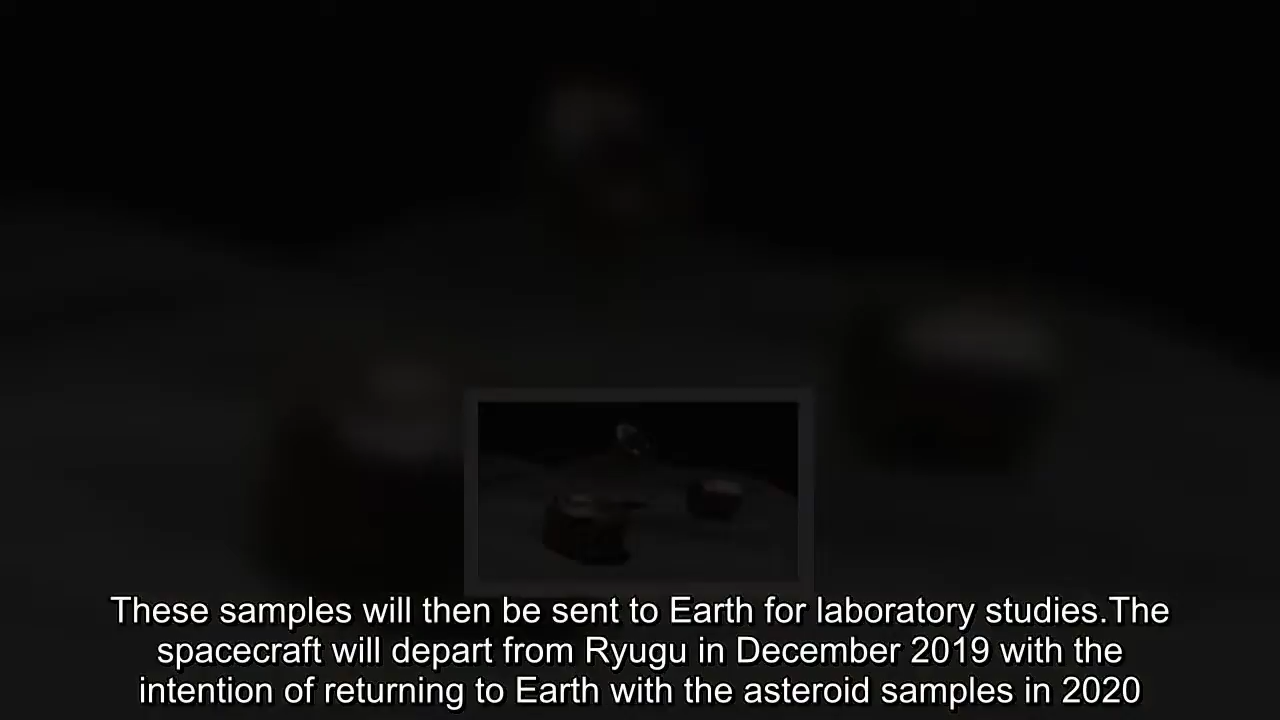 These samples will then be sent to Earth for laboratory studies.The
spacecraft will depart from Ryugu in December 2019 with the
intention of returning to Earth with the asteroid samples in 2020